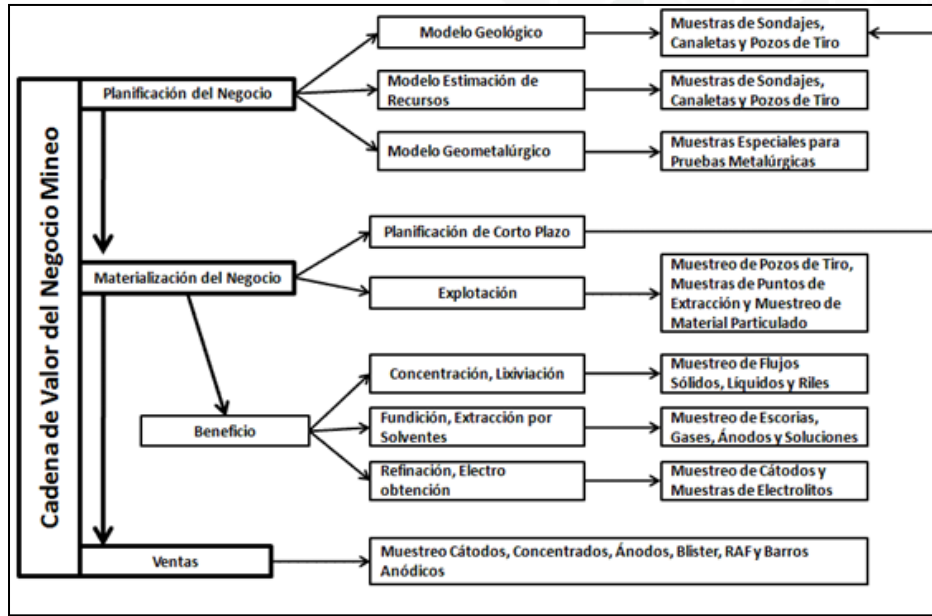 Cadena de Valor del Negocio Mineo
Planificación del Negocio
Modelo Geológico
Muestras de Sondajes,
Canaletas y Pozos de Tiro
Modelo Estimación de
Recursos
Muestras de Sondajes,
Canaletas y Pozos de Tiro
Modelo Geometalúrgico
Muestras Especiales para
Pruebas Metalúrgicas
Materialización del Negocio
Planificación de Corto Plazo
Explotación
Muestreo de Pozos de Tiro,
Muestras de Puntos de
Extracción y Muestreo de
Material Particulado
Beneficio
Concentración, Lixiviación
Muestreo de Flujos
Sólidos, Líquidos y Riles
Fundición, Extracción por
Solventes
Muestreo de Escorias,
Gases, Ánodos y Soluciones
Refinación, Electro
obtención
Muestreo de Cátodos y
Muestras de Electrolitos
Ventas
Muestreo Cátodos, Concentrados, Ánodos, Blister, RAF y Barros
Anódicos